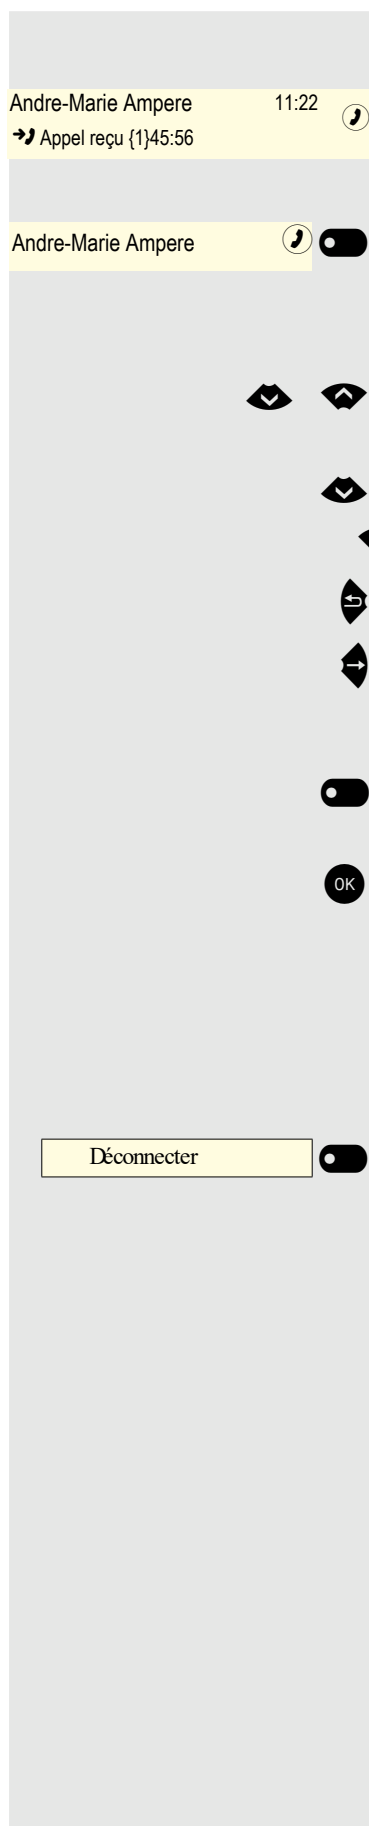 Andre-Marie Ampere 11:22
Appel reçu {1}45:56
Andre-Marie Ampere
OK
Déconnecter